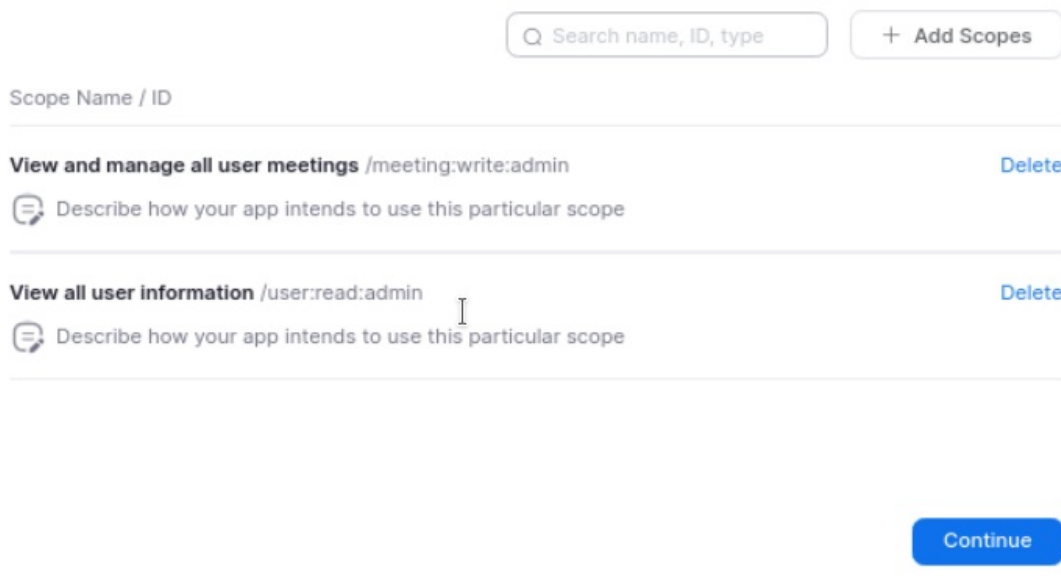 Search name, ID, type
+ Add Scopes
Scope Name / ID
View and manage all user meetings /meeting:write:admin
Delete
Describe how your app intends to use this particular scope
View all user information /user:read:admin
Delete
Describe how your app intends to use this particular scope
Continue